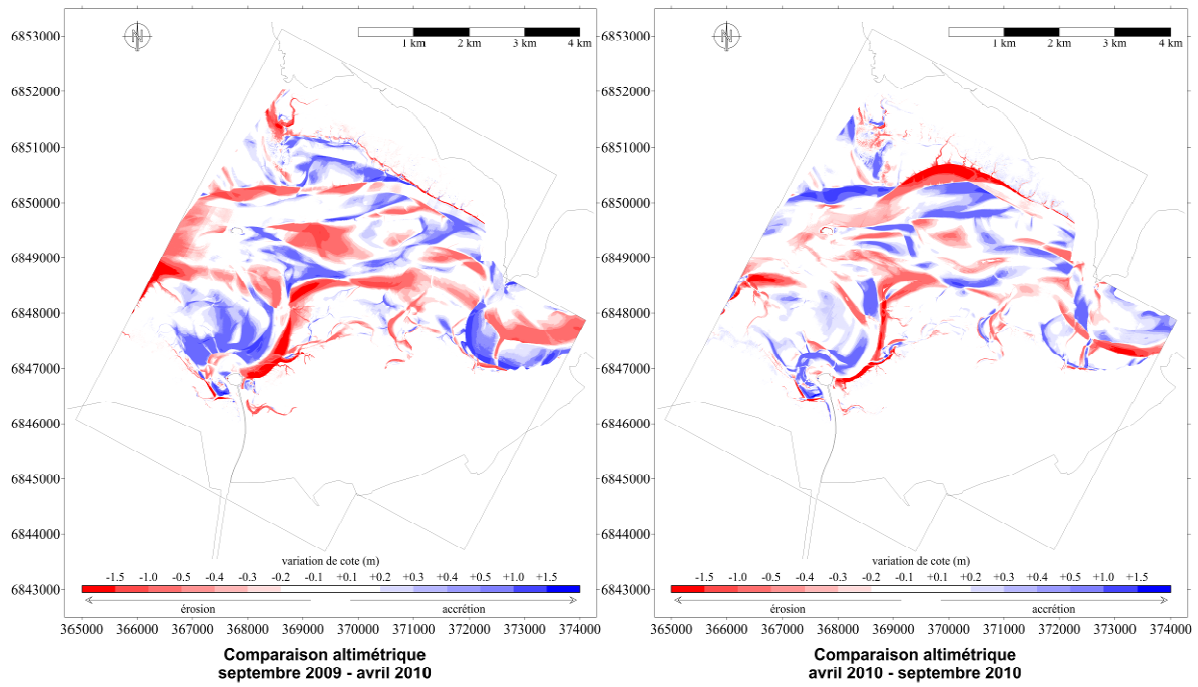 6853000
6852000
6851000
6850000
6849000
6848000
6847000
6846000
6845000
6844000
6843000
N
1 km 2 km 3 km 4 km
variation de cote (m)
-1.5 -1.0 -0.5 -0.4 -0.3 -0.2 -0.1 +0.1 +0.2 +0.3 +0.4 +0.5 +1.0 +1.5
érosion accrétion
365000 366000 367000 368000 369000 370000 371000 372000 373000 374000
Comparaison altimétrique
septembre 2009 - avril 2010
6853000
6852000
6851000
6850000
6849000
6848000
6847000
6846000
6845000
6844000
6843000
N
1 km 2 km 3 km 4 km
variation de cote (m)
-1.5 -1.0 -0.5 -0.4 -0.3 -0.2 -0.1 +0.1 +0.2 +0.3 +0.4 +0.5 +1.0 +1.5
érosion accrétion
365000 366000 367000 368000 369000 370000 371000 372000 373000 374000
Comparaison altimétrique
avril 2010 - septembre 2010